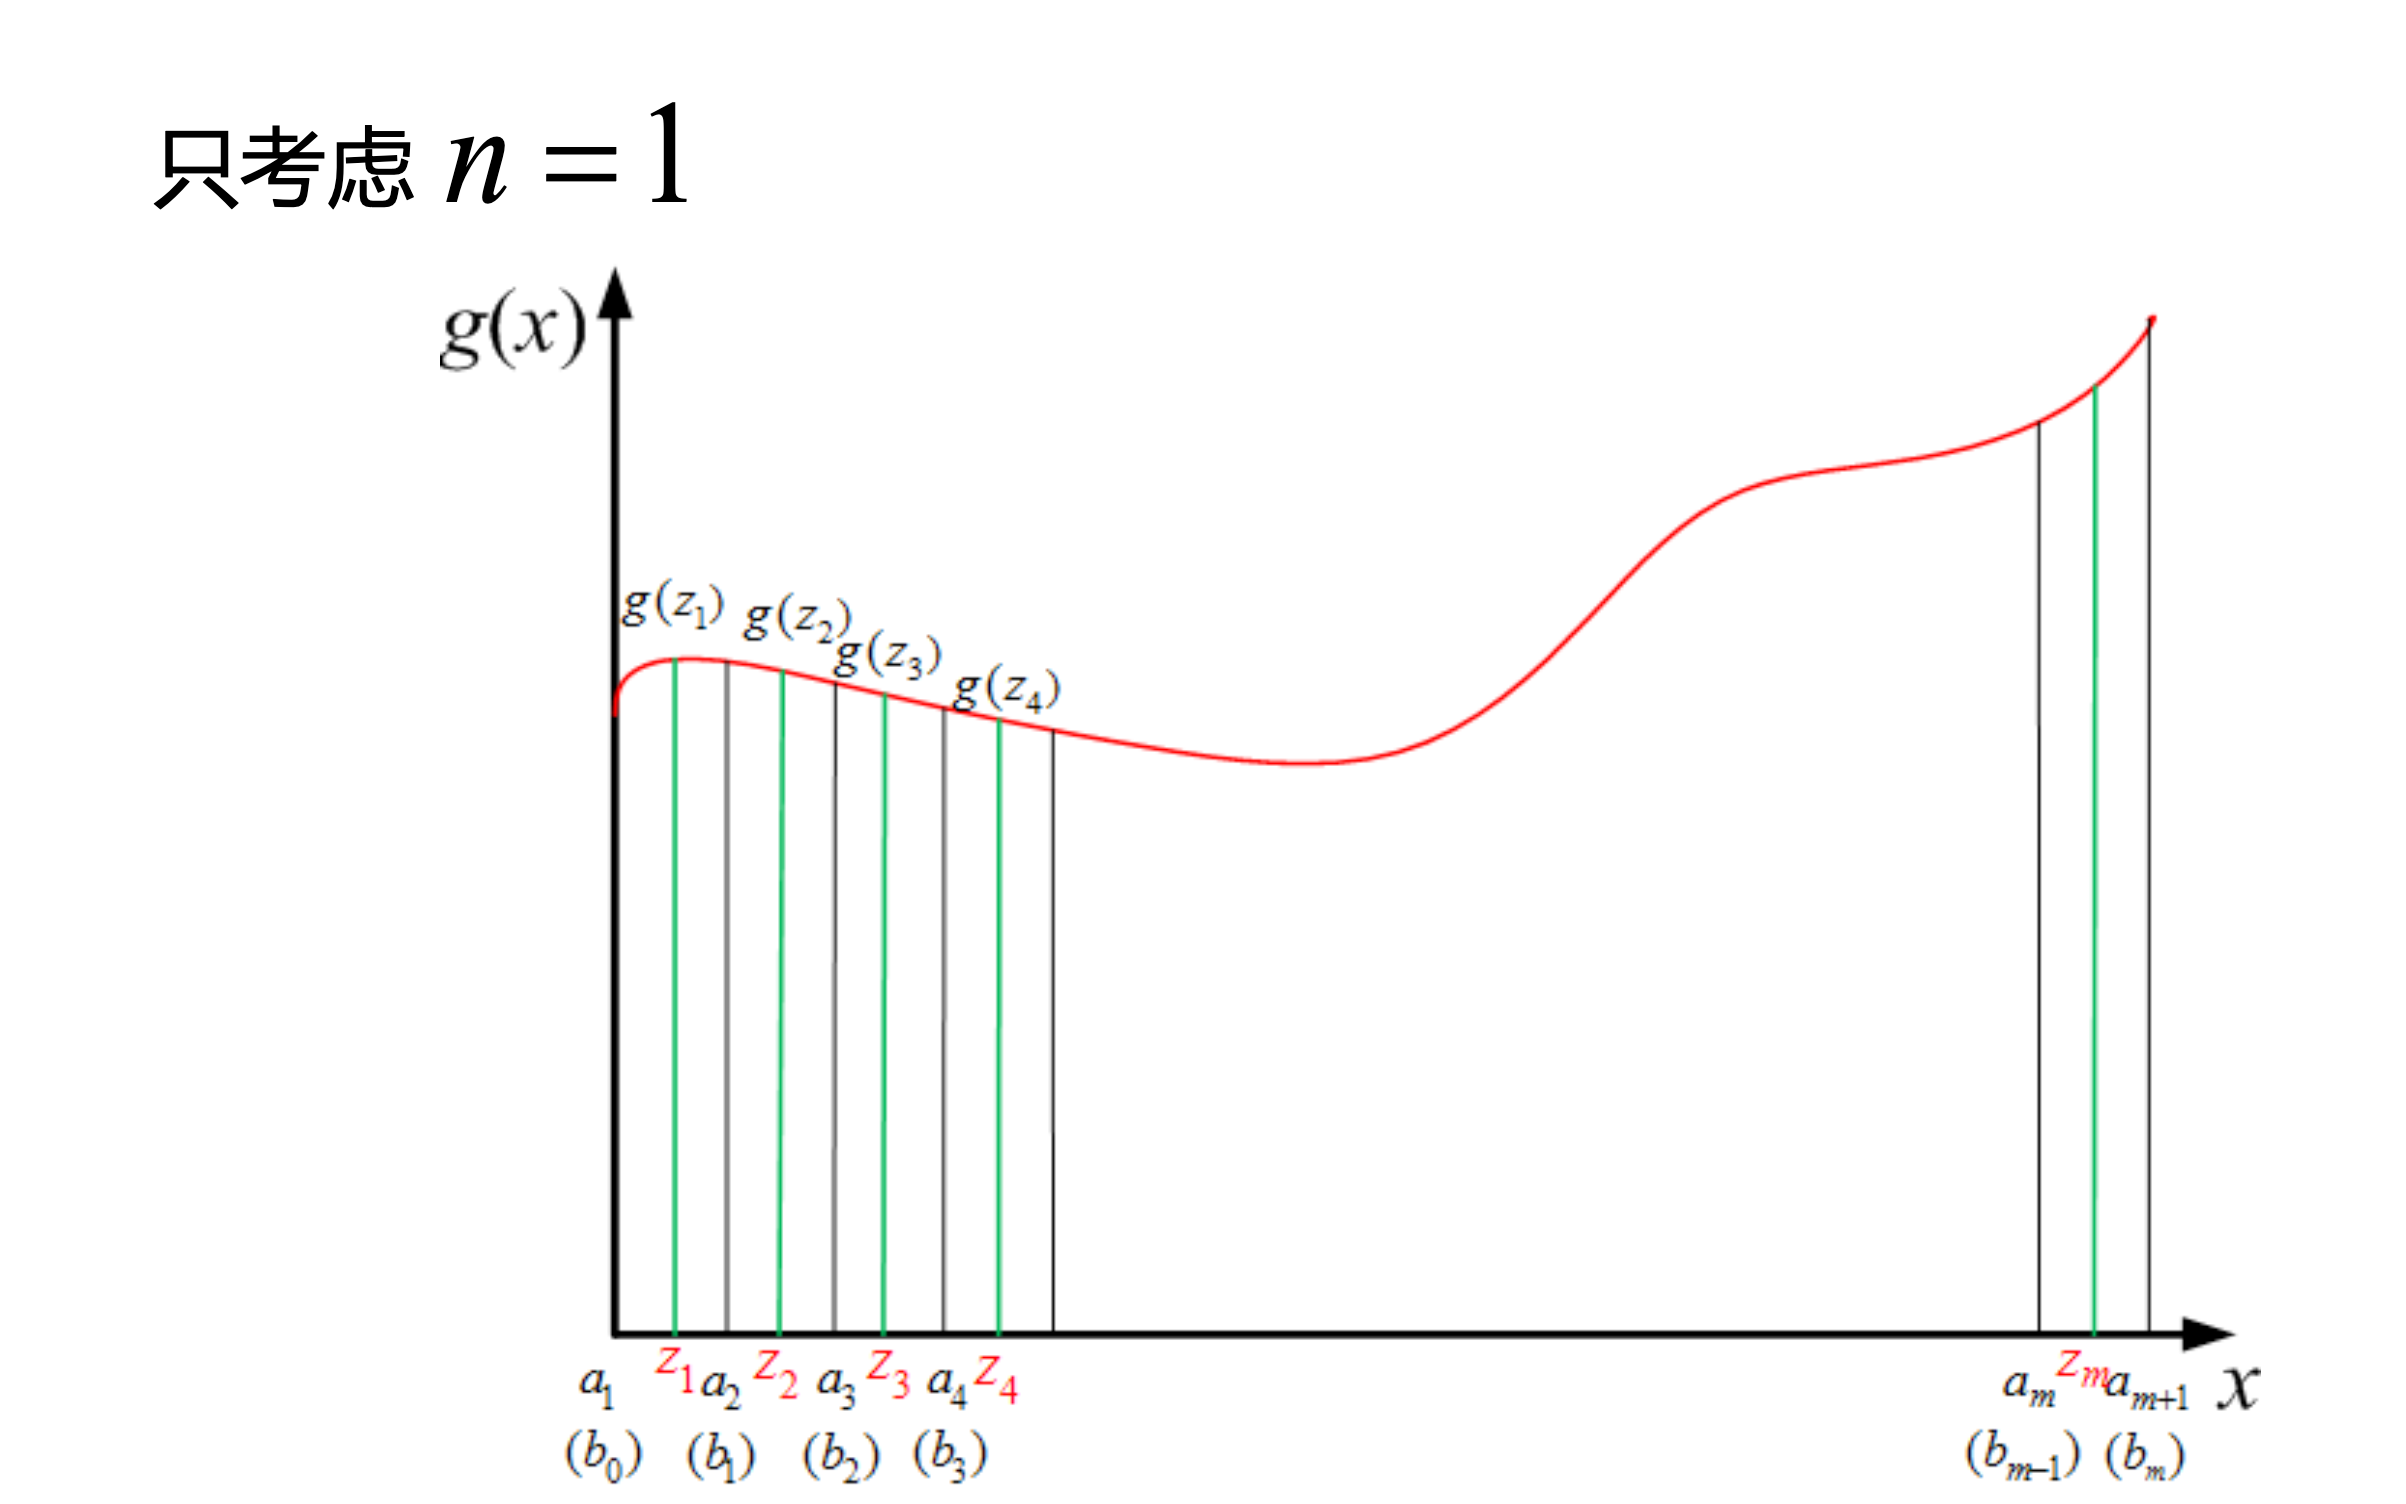 只考虑 n = 1
g(x)
g(z₁) g(z₂)
g(z₃)
g(z₄)
a₁ z₁ a₂ z₂ a₃ z₃ a₄ z₄ aₘ zₘ aₘ₊₁ x
(b₀) (b₁) (b₂) (b₃) (bₘ₋₁) (bₘ)